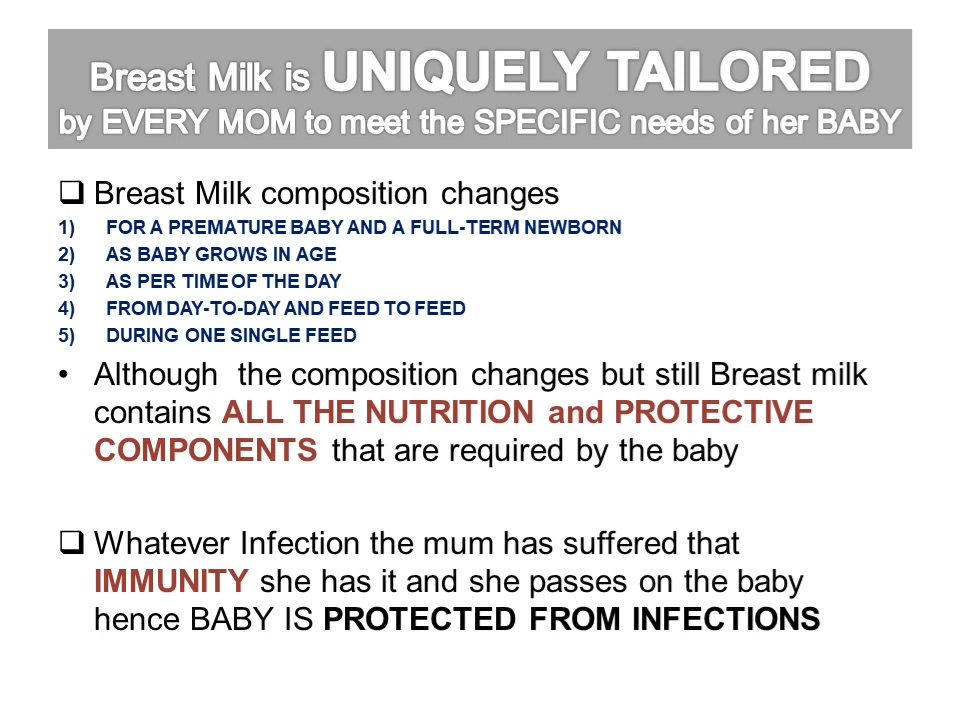 Breast Milk is UNIQUELY TAILORED
by EVERY MOM to meet the SPECIFIC needs of her BABY
❑ Breast Milk composition changes
1) FOR A PREMATURE BABY AND A FULL-TERM NEWBORN
2) AS BABY GROWS IN AGE
3) AS PER TIME OF THE DAY
4) FROM DAY-TO-DAY AND FEED TO FEED
5) DURING ONE SINGLE FEED
• Although the composition changes but still Breast milk
contains ALL THE NUTRITION and PROTECTIVE
COMPONENTS that are required by the baby
❑ Whatever Infection the mum has suffered that
IMMUNITY she has it and she passes on the baby
hence BABY IS PROTECTED FROM INFECTIONS